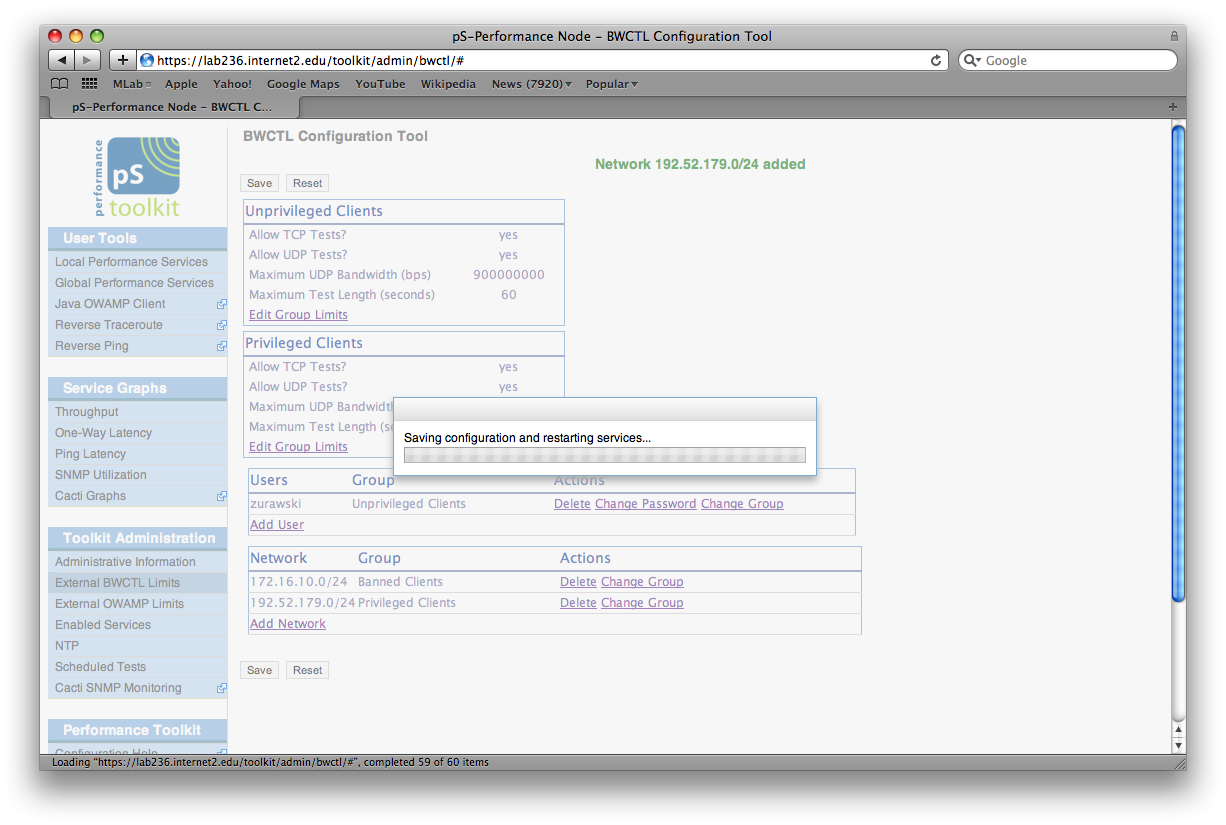 pS-Performance Node – BWCTL Configuration Tool
https://lab236.internet2.edu/toolkit/admin/bwctl/#
Google
MLab Apple Yahoo! Google Maps YouTube Wikipedia News (7920) Popular
pS-Performance Node – BWCTL C...
performance
pS
toolkit
User Tools
Local Performance Services
Global Performance Services
Java OWAMP Client
Reverse Traceroute
Reverse Ping
Service Graphs
Throughput
One-Way Latency
Ping Latency
SNMP Utilization
Cacti Graphs
Toolkit Administration
Administrative Information
External BWCTL Limits
External OWAMP Limits
Enabled Services
NTP
Scheduled Tests
Cacti SNMP Monitoring
Performance Toolkit
Configuration Help
BWCTL Configuration Tool
Network 192.52.179.0/24 added
Save Reset
Unprivileged Clients
Allow TCP Tests? yes
Allow UDP Tests? yes
Maximum UDP Bandwidth (bps) 900000000
Maximum Test Length (seconds) 60
Edit Group Limits
Privileged Clients
Allow TCP Tests? yes
Allow UDP Tests? yes
Maximum UDP
Maximum Test Length
Edit Group Limits
Saving configuration and restarting services...
Users Group Actions
zurawski Unprivileged Clients Delete Change Password Change Group
Add User
Network Group Actions
172.16.10.0/24 Banned Clients Delete Change Group
192.52.179.0/24 Privileged Clients Delete Change Group
Add Network
Save Reset
Loading "https://lab236.internet2.edu/toolkit/admin/bwctl/#", completed 59 of 60 items